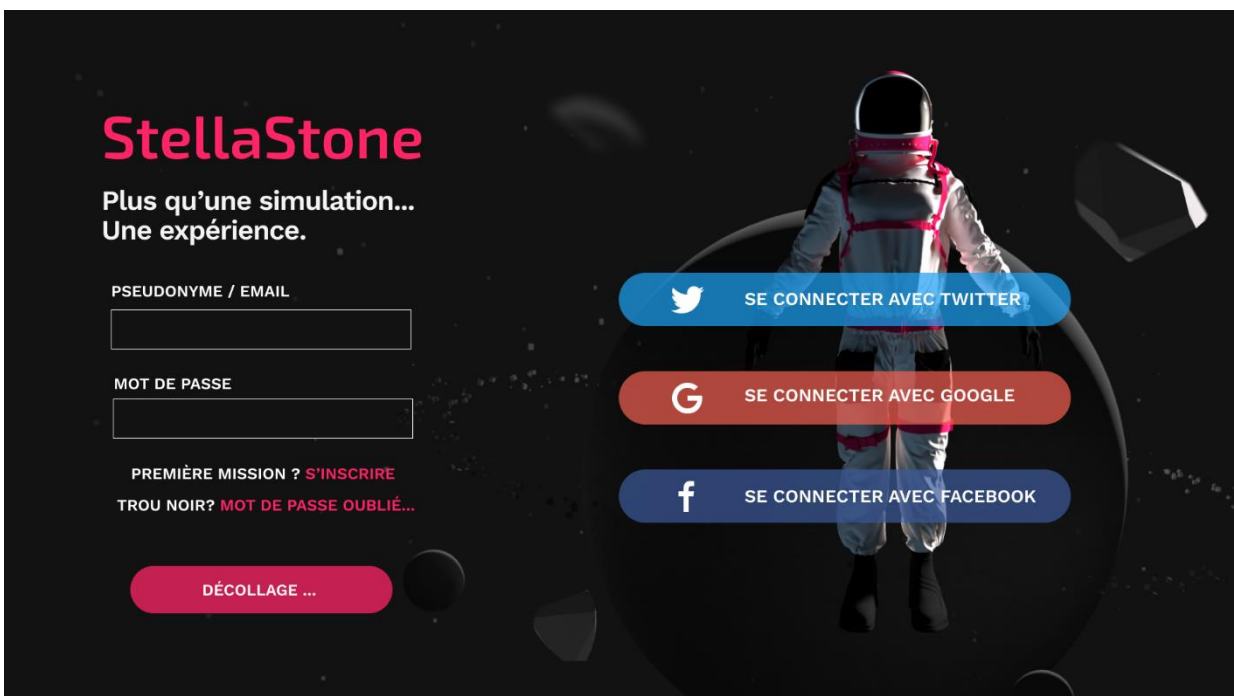 StellaStone
Plus qu’une simulation...
Une expérience.
PSEUDONYME / EMAIL
MOT DE PASSE
PREMIÈRE MISSION ? S’INSCRIRE
TROU NOIR? MOT DE PASSE OUBLIÉ...
DÉCOLLAGE ...
SE CONNECTER AVEC TWITTER
G
SE CONNECTER AVEC GOOGLE
f
SE CONNECTER AVEC FACEBOOK